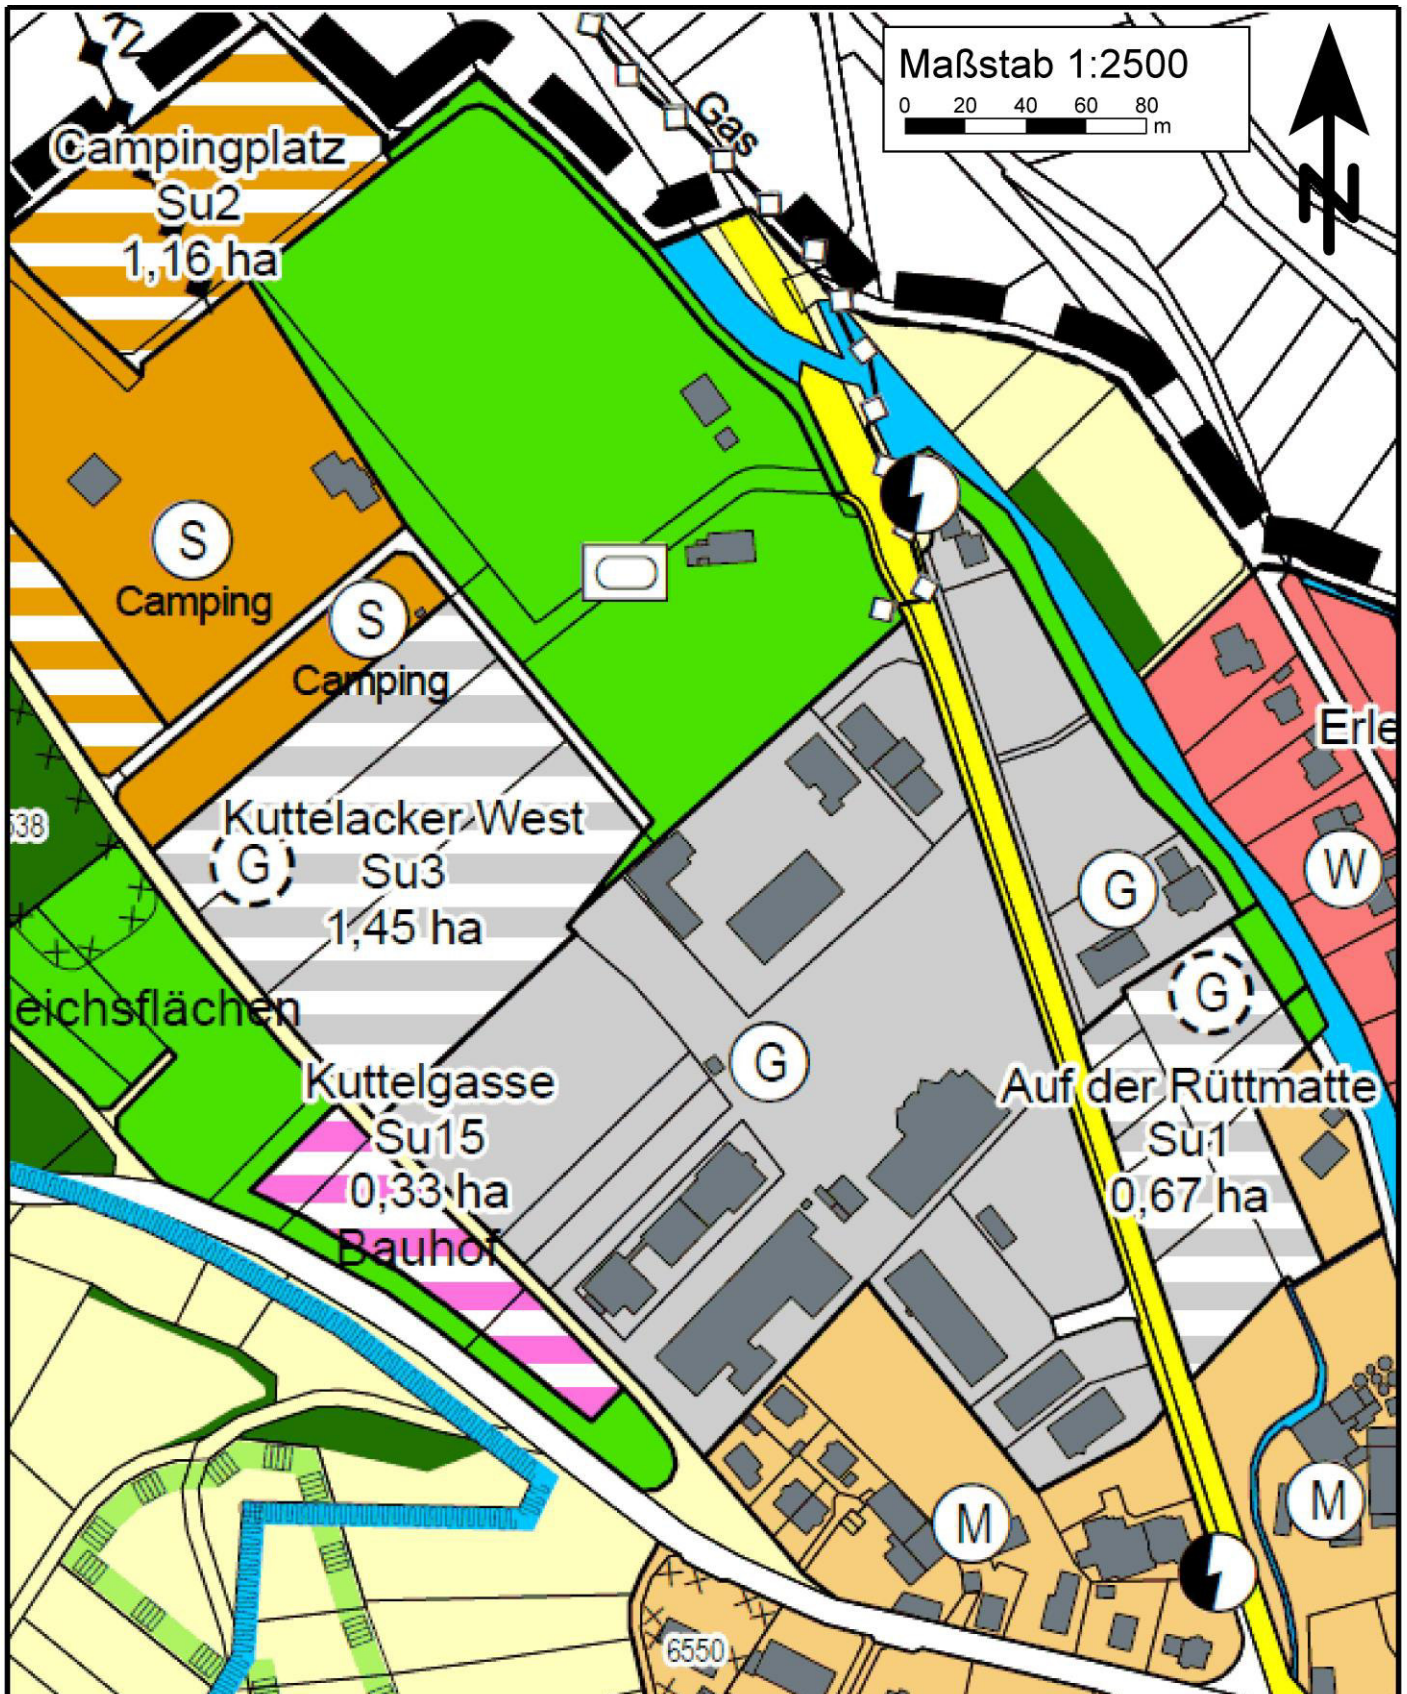 Maßstab 1:2500
0 20 40 60 80
m
Gas
N
Campingplatz
Su2
1,16 ha
S
Camping
S
Camping
Erle
538
Kuttelacker West
G
Su3
1,45 ha
G
W
G
eichsflächen
G
Kuttelgasse
Su15
0,33 ha
Bauhof
Auf der Rüttmatte
Su1
0,67 ha
M
M
6550